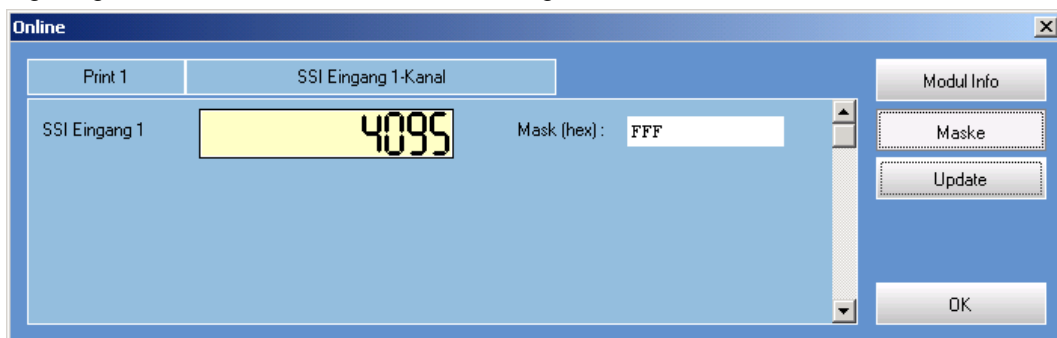 Online
Print 1 SSI Eingang 1-Kanal Modul Info
SSI Eingang 1 4095 Mask (hex) : FFF Maske
Update
OK